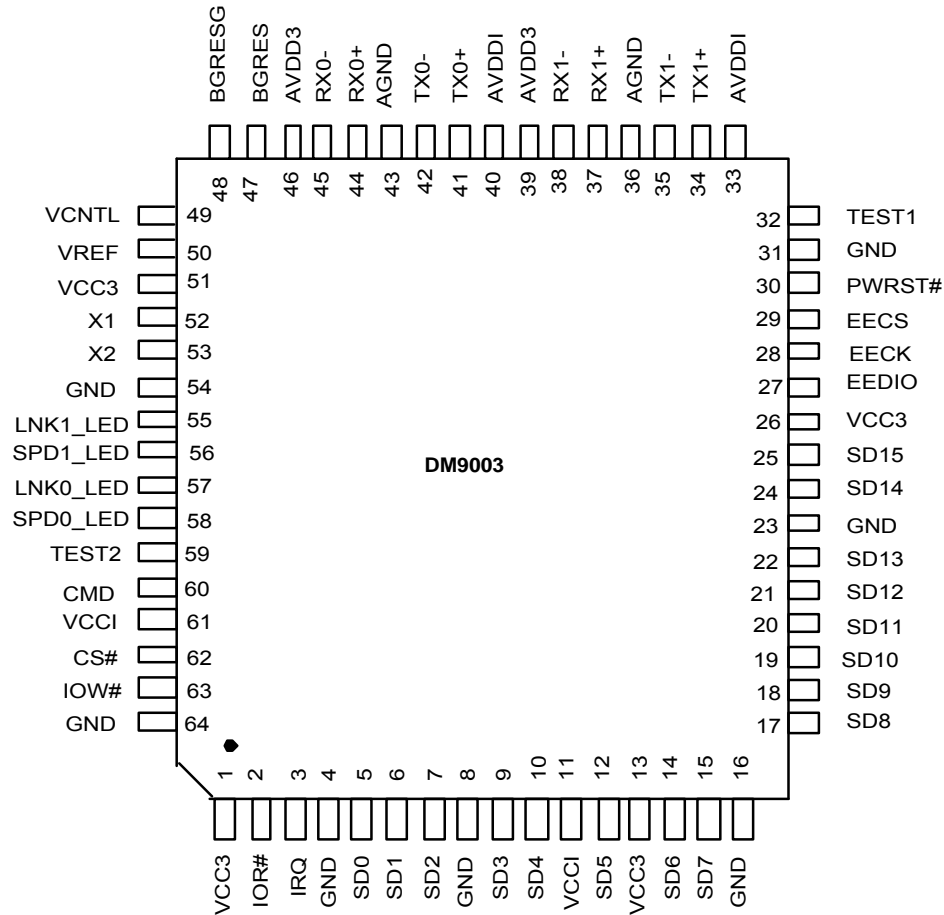 BGRESG BGRES AVDD3 RX0- RX0+ AGND TX0- TX0+ AVDDI AVDD3 RX1- RX1+ AGND TX1- TX1+ AVDDI
48 47 46 45 44 43 42 41 40 39 38 37 36 35 34 33
VCNTL 49 32 TEST1
VREF 50 31 GND
VCC3 51 30 PWRST#
X1 52 29 EECS
X2 53 28 EECK
GND 54 27 EEDIO
LNK1_LED 55 26 VCC3
SPD1_LED 56 25 SD15
DM9003
LNK0_LED 57 24 SD14
SPD0_LED 58 23 GND
TEST2 59 22 SD13
CMD 60 21 SD12
VCCI 61 20 SD11
CS# 62 19 SD10
IOW# 63 18 SD9
GND 64 17 SD8
1 2 3 4 5 6 7 8 9 10 11 12 13 14 15 16
VCC3 IOR# IRQ GND SD0 SD1 SD2 GND SD3 SD4 VCCI SD5 VCC3 SD6 SD7 GND